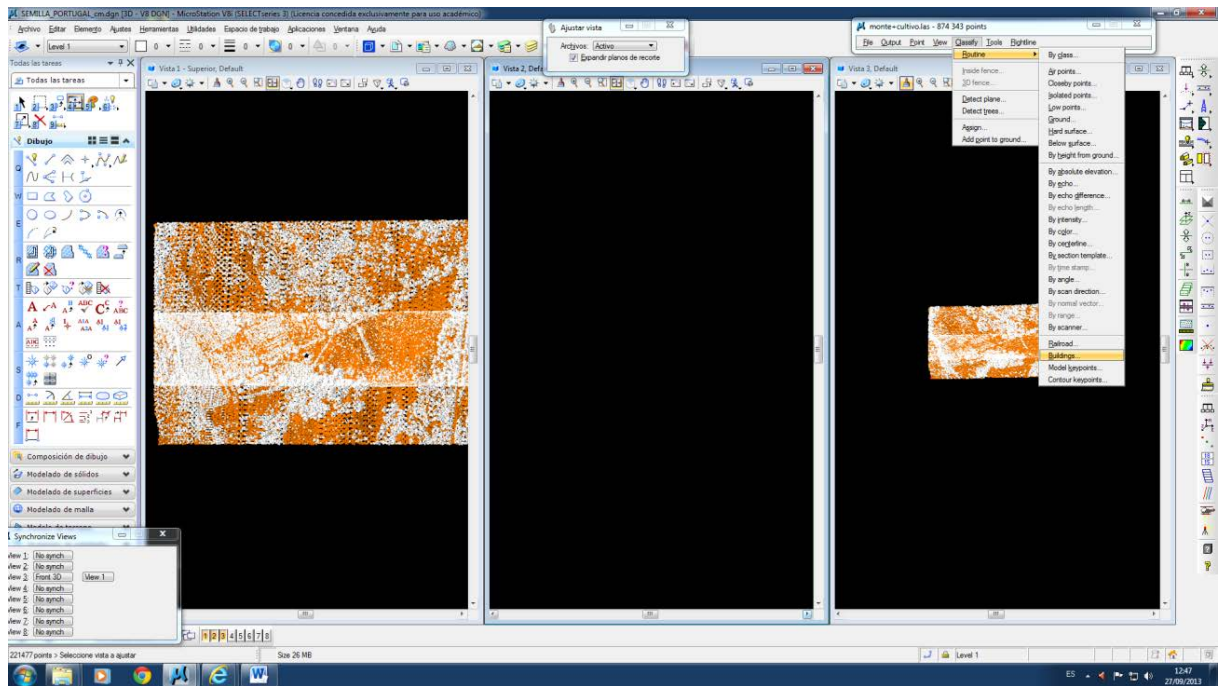 SEMILLA_PORTUGAL_cm.dgn [3D - V8 DGN] - MicroStation V8i (SELECTseries 3) (Licencia concedida exclusivamente para uso académico)
Archivo Editar Elemento Ajustes Herramientas Utilidades Espacio de trabajo Aplicaciones Ventana Ayuda
Level 1 0 0 0 0 0
Ajustar vista
Archivos: Activo
Expandir planos de recorte
monte+cultivo.las - 874 343 points
File Output Point View Classify Tools Flightline
Routine
Inside fence...
3D fence...
Detect plane...
Detect trees...
Assign...
Add point to ground...
By class...
Air points...
Closeby points...
Isolated points...
Low points...
Ground...
Hard surface...
Below surface...
By height from ground...
By absolute elevation...
By echo...
By echo difference...
By echo length...
By intensity...
By color...
By centerline...
By section template...
By time stamp...
By angle...
By scan direction...
By normal vector...
By range...
By scanner...
Railroad...
Buildings...
Model keypoints...
Contour keypoints...
Todas las tareas
Todas las tareas
Dibujo
Q
W
E
R
T
A
S
D
F
Composición de dibujo
Modelado de sólidos
Modelado de superficies
Modelado de malla
Vista 1 - Superior, Default
Vista 2, Defa
Vista 3, Default
Synchronize Views
View 1: No synch
View 2: No synch
View 3: Front 3D View 1
View 4: No synch
View 5: No synch
View 6: No synch
View 7: No synch
View 8: No synch
1 2 3 4 5 6 7 8
221477 points > Seleccione vista a ajustar
Size 26 MB
Level 1
ES
12:47
27/09/2013